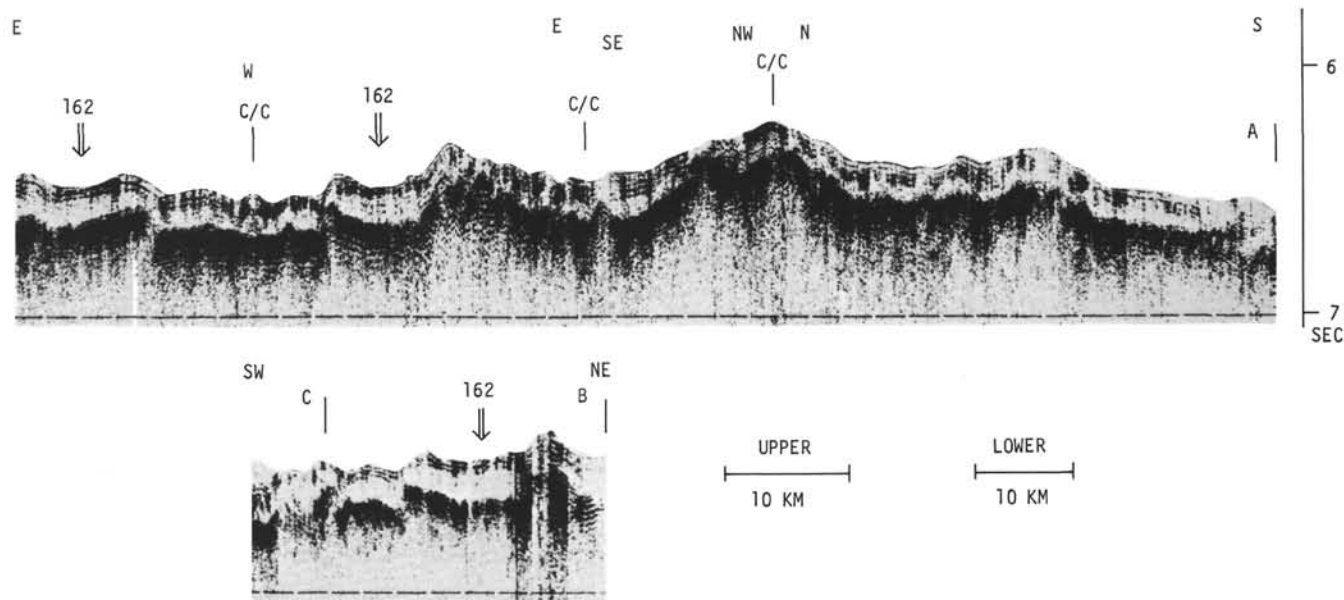 E E SE NW N S
W C/C 6
162 162 C/C A
C/C
7
SEC
SW 162 NE
C B
UPPER LOWER
10 KM 10 KM